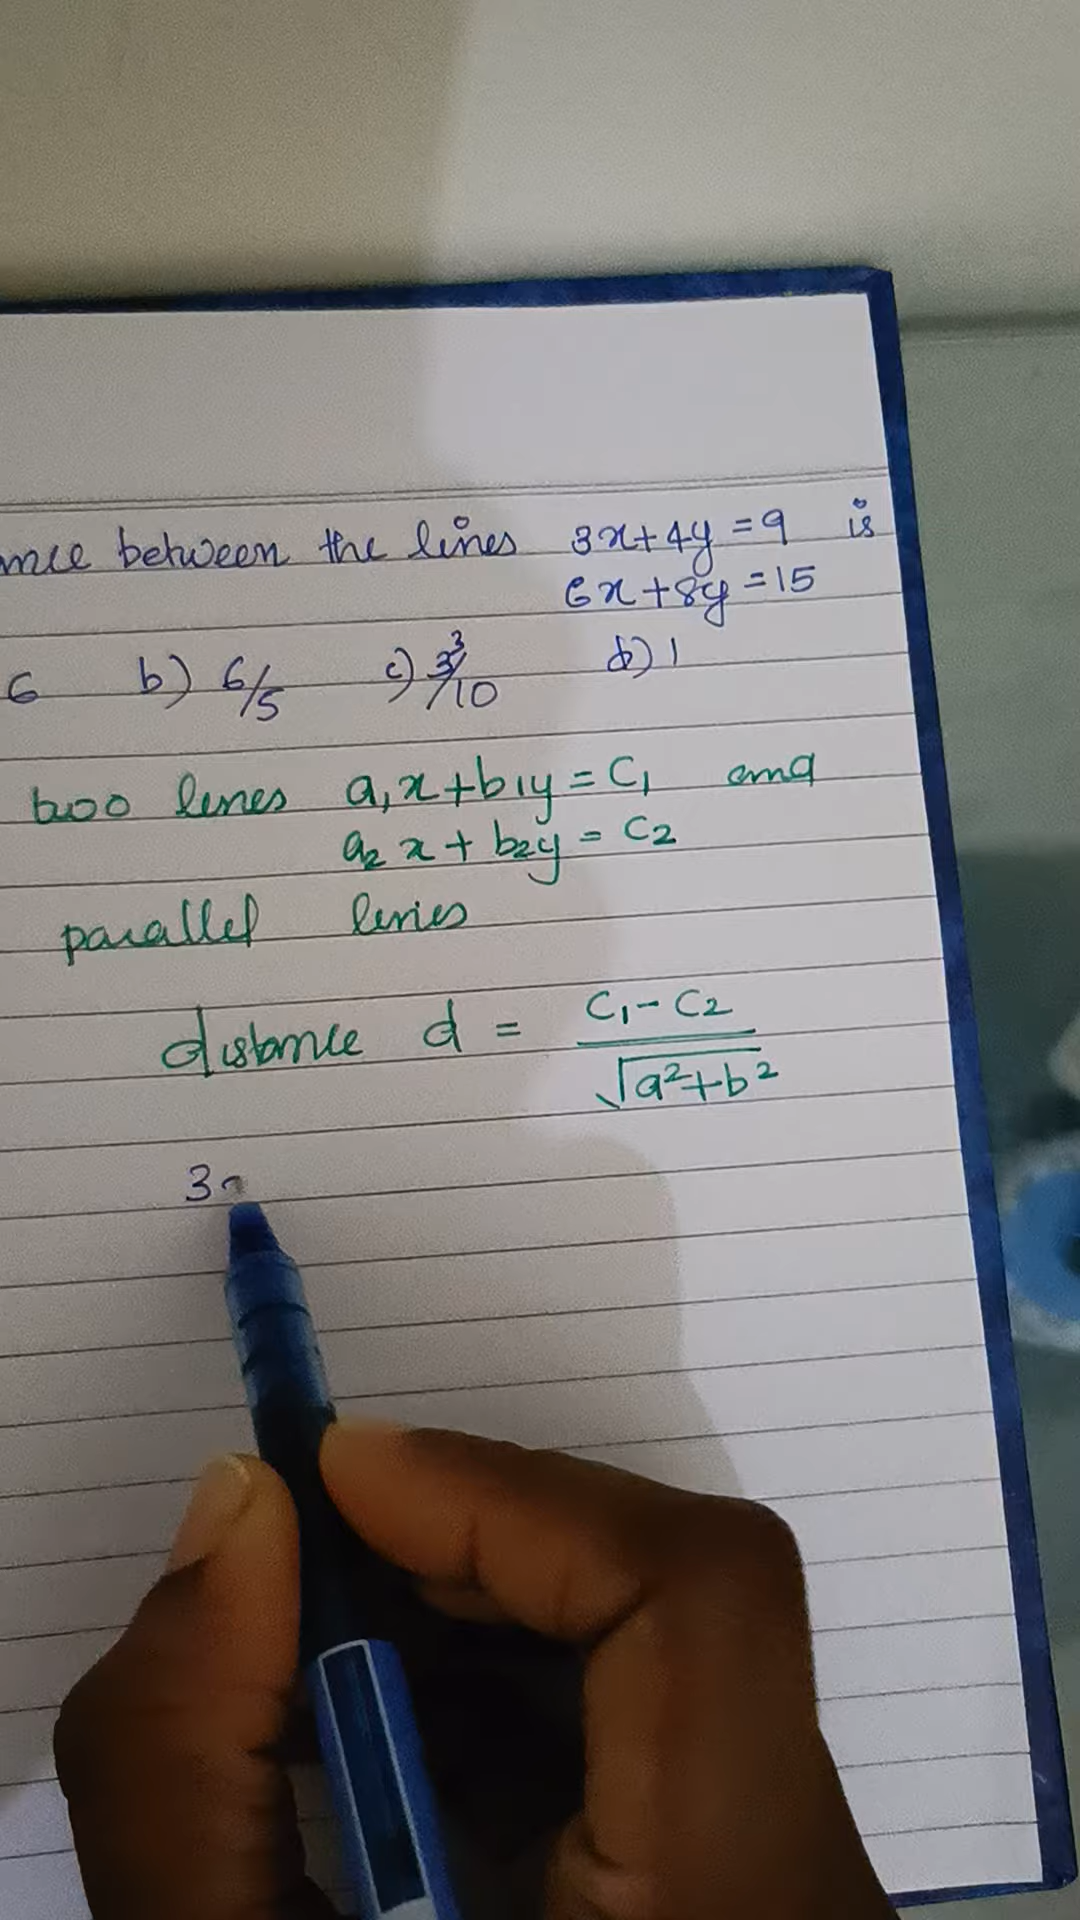 between the lines 3x+4y=9 is
6x+8y=15
6 b) 6/5 c) 3/10 d) 1
two lines a₁x+b₁y=C₁ and
a₂x+b₂y=C₂
parallel lines
distance d = C₁-C₂
√a²+b²
3